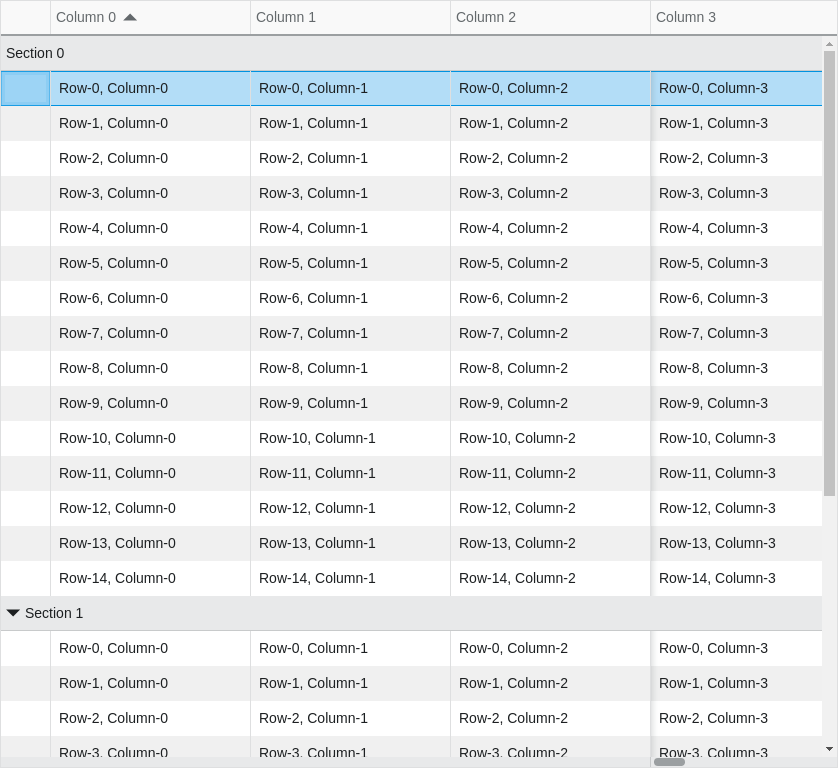 Column 0 Column 1 Column 2 Column 3
Section 0
Row-0, Column-0 Row-0, Column-1 Row-0, Column-2 Row-0, Column-3
Row-1, Column-0 Row-1, Column-1 Row-1, Column-2 Row-1, Column-3
Row-2, Column-0 Row-2, Column-1 Row-2, Column-2 Row-2, Column-3
Row-3, Column-0 Row-3, Column-1 Row-3, Column-2 Row-3, Column-3
Row-4, Column-0 Row-4, Column-1 Row-4, Column-2 Row-4, Column-3
Row-5, Column-0 Row-5, Column-1 Row-5, Column-2 Row-5, Column-3
Row-6, Column-0 Row-6, Column-1 Row-6, Column-2 Row-6, Column-3
Row-7, Column-0 Row-7, Column-1 Row-7, Column-2 Row-7, Column-3
Row-8, Column-0 Row-8, Column-1 Row-8, Column-2 Row-8, Column-3
Row-9, Column-0 Row-9, Column-1 Row-9, Column-2 Row-9, Column-3
Row-10, Column-0 Row-10, Column-1 Row-10, Column-2 Row-10, Column-3
Row-11, Column-0 Row-11, Column-1 Row-11, Column-2 Row-11, Column-3
Row-12, Column-0 Row-12, Column-1 Row-12, Column-2 Row-12, Column-3
Row-13, Column-0 Row-13, Column-1 Row-13, Column-2 Row-13, Column-3
Row-14, Column-0 Row-14, Column-1 Row-14, Column-2 Row-14, Column-3
Section 1
Row-0, Column-0 Row-0, Column-1 Row-0, Column-2 Row-0, Column-3
Row-1, Column-0 Row-1, Column-1 Row-1, Column-2 Row-1, Column-3
Row-2, Column-0 Row-2, Column-1 Row-2, Column-2 Row-2, Column-3
Row-3, Column-0 Row-3, Column-1 Row-3, Column-2 Row-3, Column-3